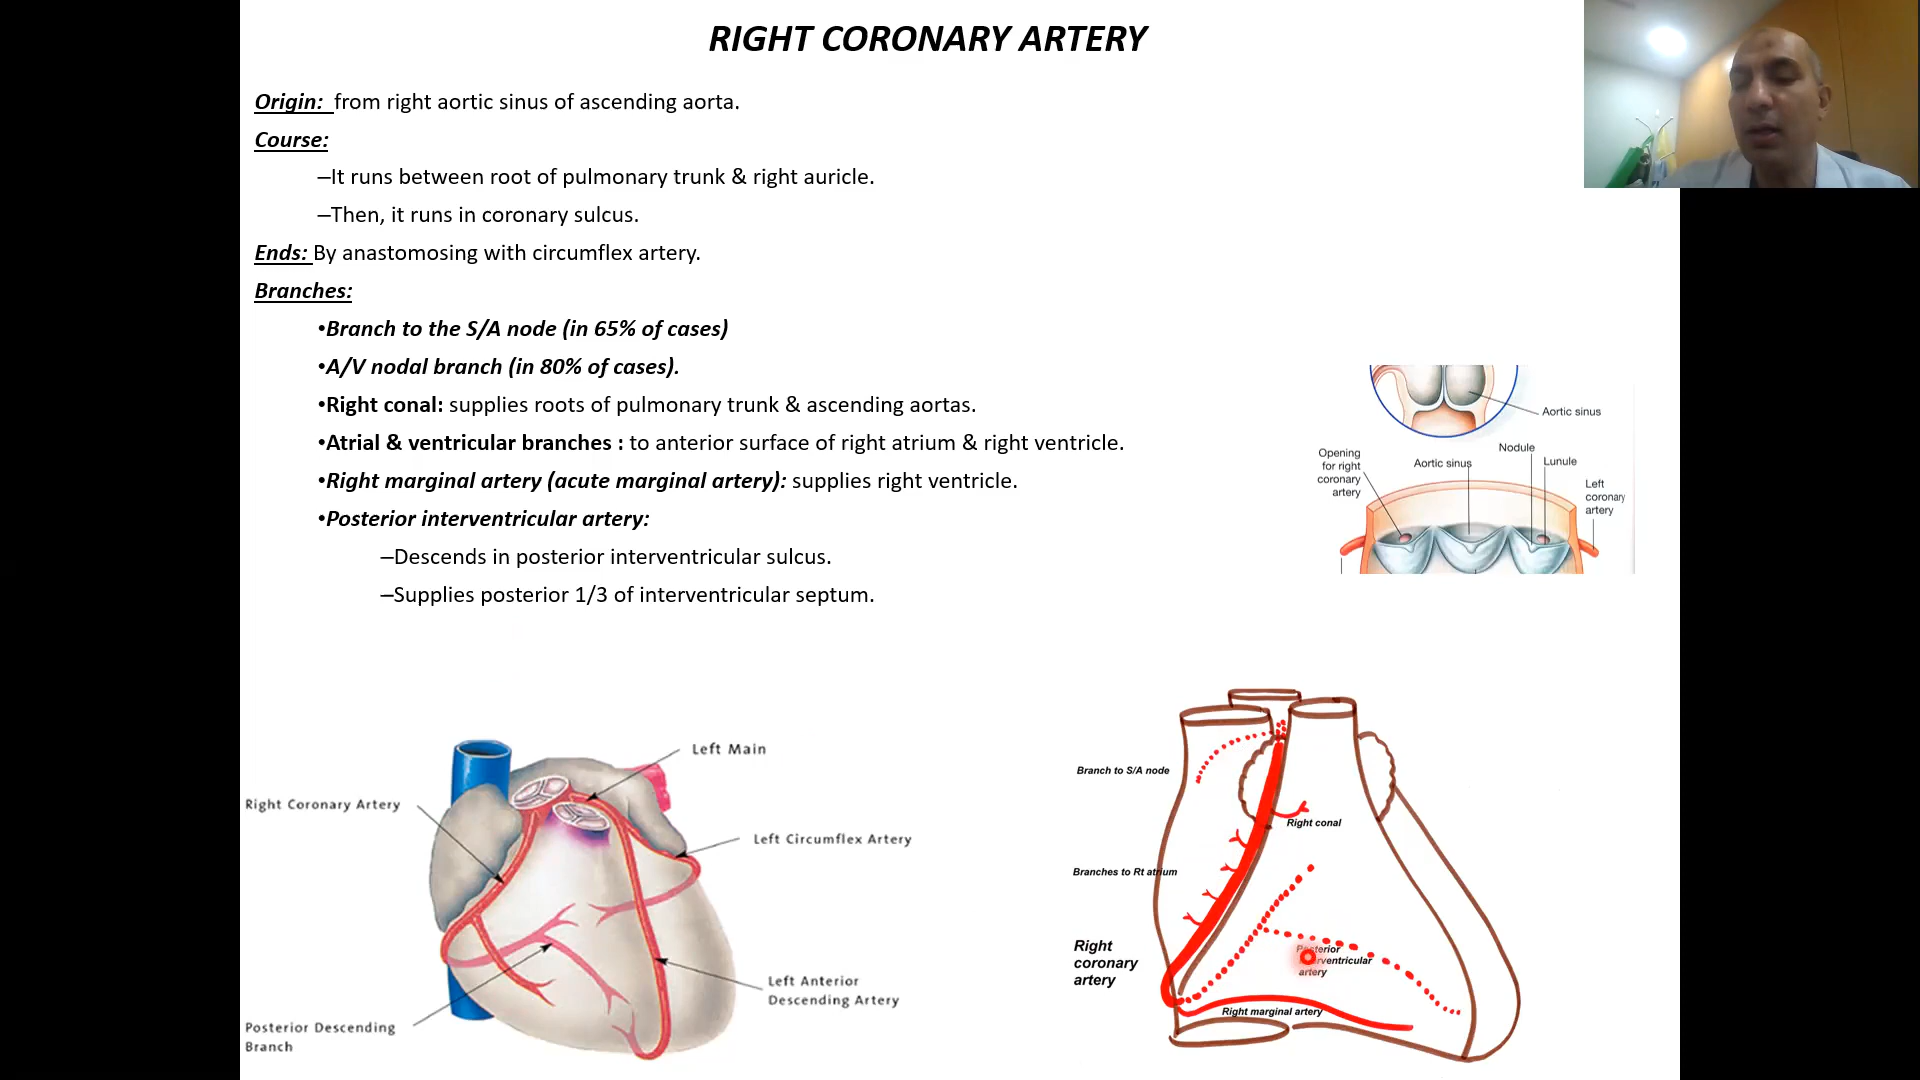 RIGHT CORONARY ARTERY
Origin: from right aortic sinus of ascending aorta.
Course:
–It runs between root of pulmonary trunk & right auricle.
–Then, it runs in coronary sulcus.
Ends: By anastomosing with circumflex artery.
Branches:
•Branch to the S/A node (in 65% of cases)
•A/V nodal branch (in 80% of cases).
•Right conal: supplies roots of pulmonary trunk & ascending aortas.
•Atrial & ventricular branches : to anterior surface of right atrium & right ventricle.
•Right marginal artery (acute marginal artery): supplies right ventricle.
•Posterior interventricular artery:
–Descends in posterior interventricular sulcus.
–Supplies posterior 1/3 of interventricular septum.
Aortic sinus
Nodule
Opening
for right
coronary
artery
Aortic sinus
Lunule
Left
coronary
artery
Left Main
Right Coronary Artery
Left Circumflex Artery
Left Anterior
Descending Artery
Posterior Descending
Branch
Branch to S/A node
Right conal
Branches to Rt atrium
Right
coronary
artery
Posterior
artery
Right marginal artery